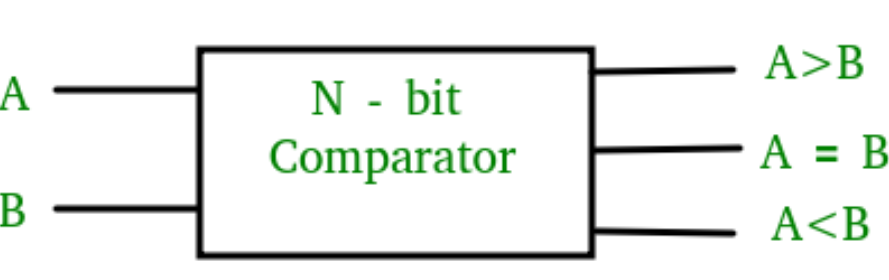 A
B
N - bit
Comparator
A>B
A = B
A<B